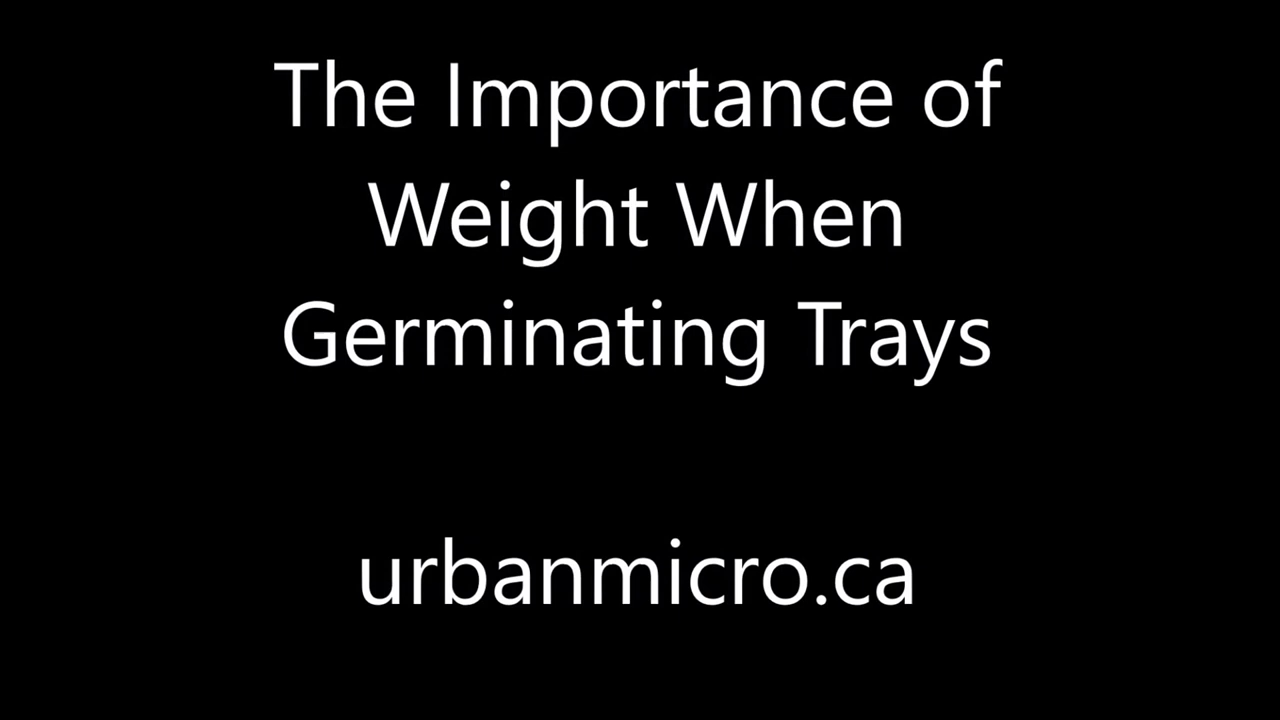 The Importance of
Weight When
Germinating Trays
urbanmicro.ca